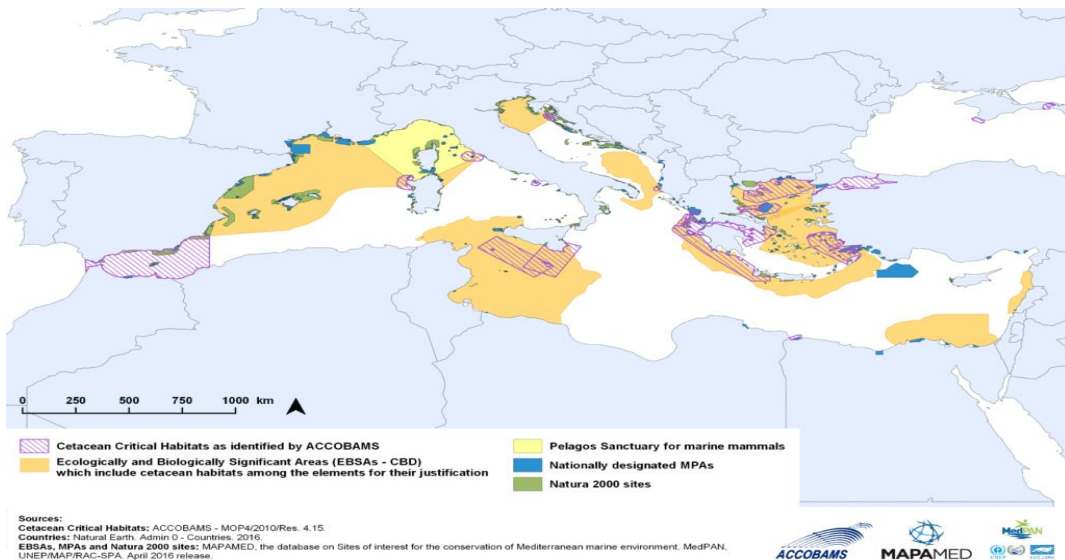 0 250 500 750 1000 km
Cetacean Critical Habitats as identified by ACCOBAMS
Ecologically and Biologically Significant Areas (EBSAs - CBD)
which include cetacean habitats among the elements for their justification
Pelagos Sanctuary for marine mammals
Nationally designated MPAs
Natura 2000 sites
Sources:
Cetacean Critical Habitats: ACCOBAMS - MOP4/2010/Res. 4.15.
Countries: Natural Earth. Admin 0 - Countries, 2016.
EBSAs, MPAs and Natura 2000 sites: MAPAMED, the database on Sites of interest for the conservation of Mediterranean marine environment. MedPAN,
UNEP/MAP/RAC-SPA. April 2016 release.
ACCOBAMS
MAPAMED
MedPAN